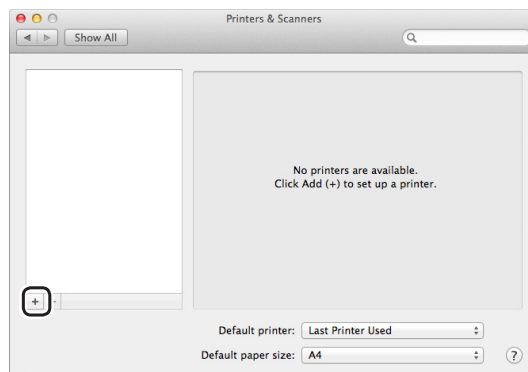 Printers & Scanners
Show All
No printers are available.
Click Add (+) to set up a printer.
+ -
Default printer: Last Printer Used
Default paper size: A4 ?